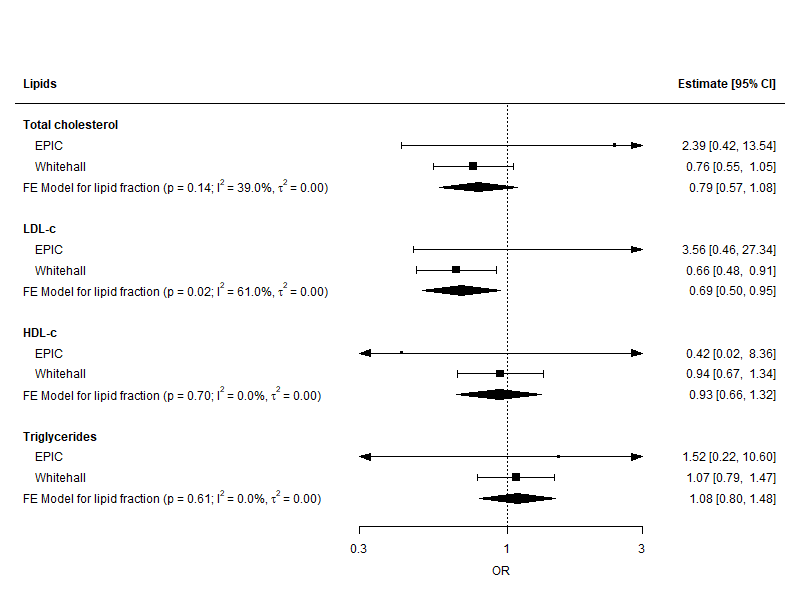 Lipids Estimate [95% CI]
Total cholesterol
EPIC 2.39 [0.42, 13.54]
Whitehall 0.76 [0.55, 1.05]
FE Model for lipid fraction (p = 0.14; I² = 39.0%, τ² = 0.00) 0.79 [0.57, 1.08]
LDL-c
EPIC 3.56 [0.46, 27.34]
Whitehall 0.66 [0.48, 0.91]
FE Model for lipid fraction (p = 0.02; I² = 61.0%, τ² = 0.00) 0.69 [0.50, 0.95]
HDL-c
EPIC 0.42 [0.02, 8.36]
Whitehall 0.94 [0.67, 1.34]
FE Model for lipid fraction (p = 0.70; I² = 0.0%, τ² = 0.00) 0.93 [0.66, 1.32]
Triglycerides
EPIC 1.52 [0.22, 10.60]
Whitehall 1.07 [0.79, 1.47]
FE Model for lipid fraction (p = 0.61; I² = 0.0%, τ² = 0.00) 1.08 [0.80, 1.48]
0.3 1 3
OR